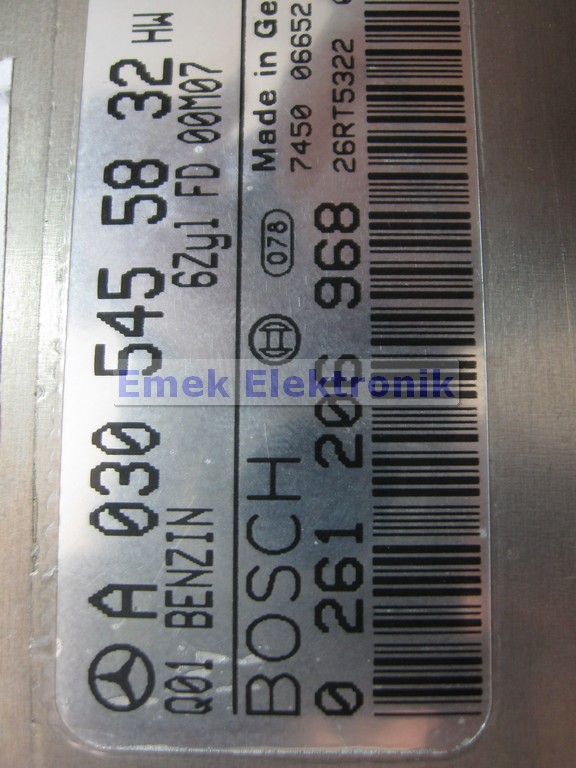 A 030 545 58 32 HW
Q01 BENZIN 6Zyl FD 00M07
BOSCH 078 Made in Ge
7450 06652
26RT5322
0 261 206 968
Emek Elektronik